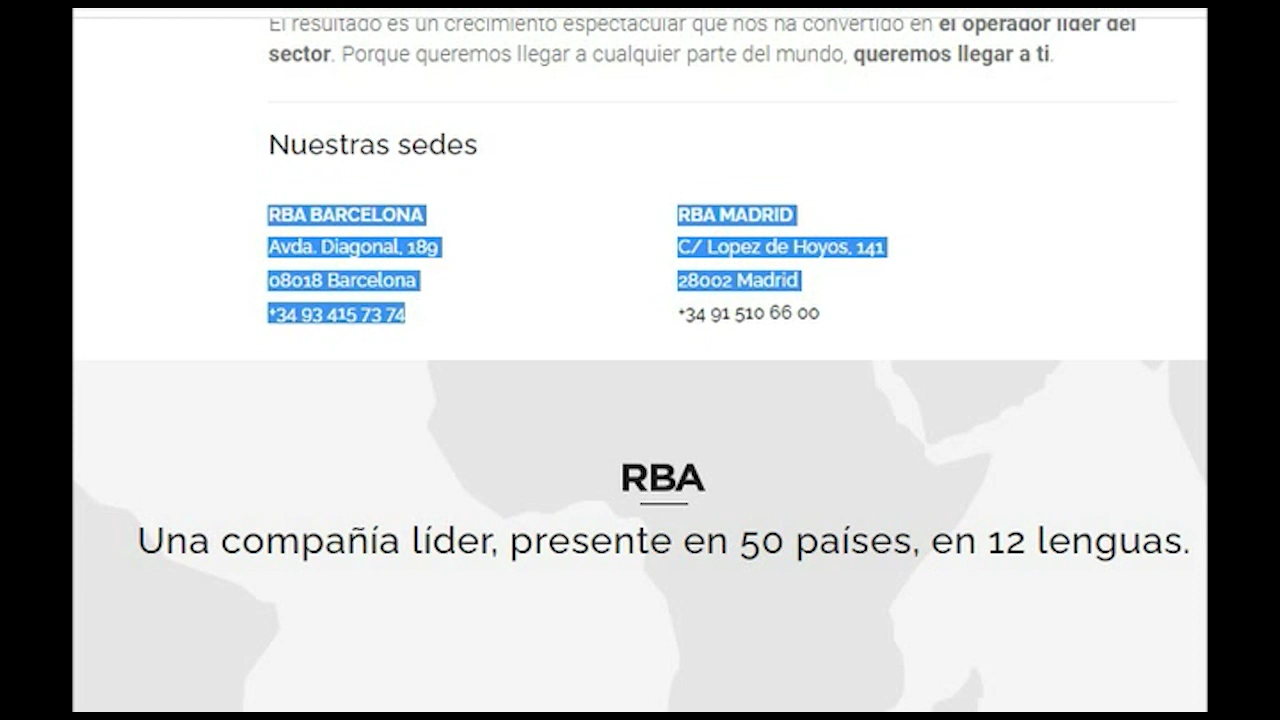 El resultado es un crecimiento espectacular que nos ha convertido en el operador líder del
sector. Porque queremos llegar a cualquier parte del mundo, queremos llegar a ti.
Nuestras sedes
RBA BARCELONA
Avda. Diagonal, 189
08018 Barcelona
+34 93 415 73 74
RBA MADRID
C/ Lopez de Hoyos, 141
28002 Madrid
+34 91 510 66 00
RBA
Una compañía líder, presente en 50 países, en 12 lenguas.